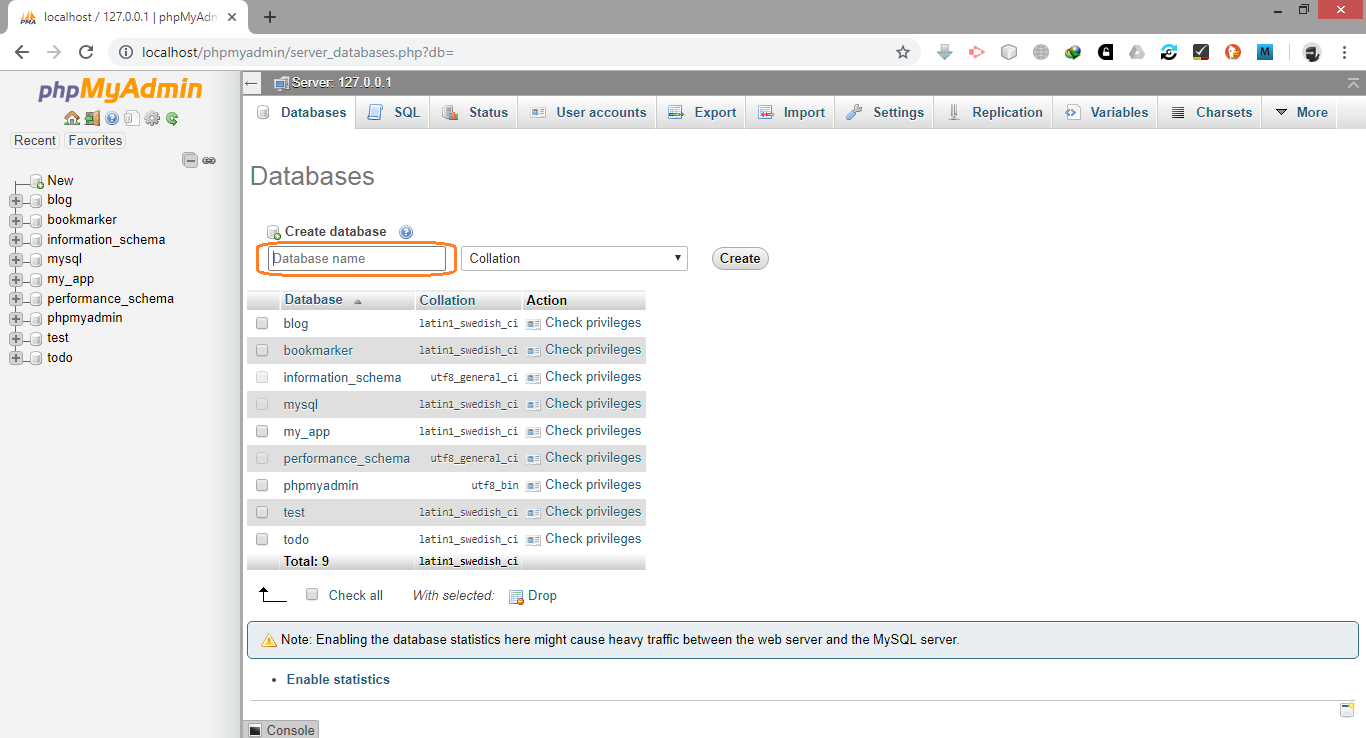 localhost / 127.0.0.1 | phpMyAdm
localhost/phpmyadmin/server_databases.php?db=
phpMyAdmin
Recent Favorites
New
blog
bookmarker
information_schema
mysql
my_app
performance_schema
phpmyadmin
test
todo
Server: 127.0.0.1
Databases SQL Status User accounts Export Import Settings Replication Variables Charsets More
Databases
Create database
Database name Collation Create
Database Collation Action
blog latin1_swedish_ci Check privileges
bookmarker latin1_swedish_ci Check privileges
information_schema utf8_general_ci Check privileges
mysql latin1_swedish_ci Check privileges
my_app latin1_swedish_ci Check privileges
performance_schema utf8_general_ci Check privileges
phpmyadmin utf8_bin Check privileges
test latin1_swedish_ci Check privileges
todo latin1_swedish_ci Check privileges
Total: 9 latin1_swedish_ci
Check all With selected: Drop
Note: Enabling the database statistics here might cause heavy traffic between the web server and the MySQL server.
• Enable statistics
Console